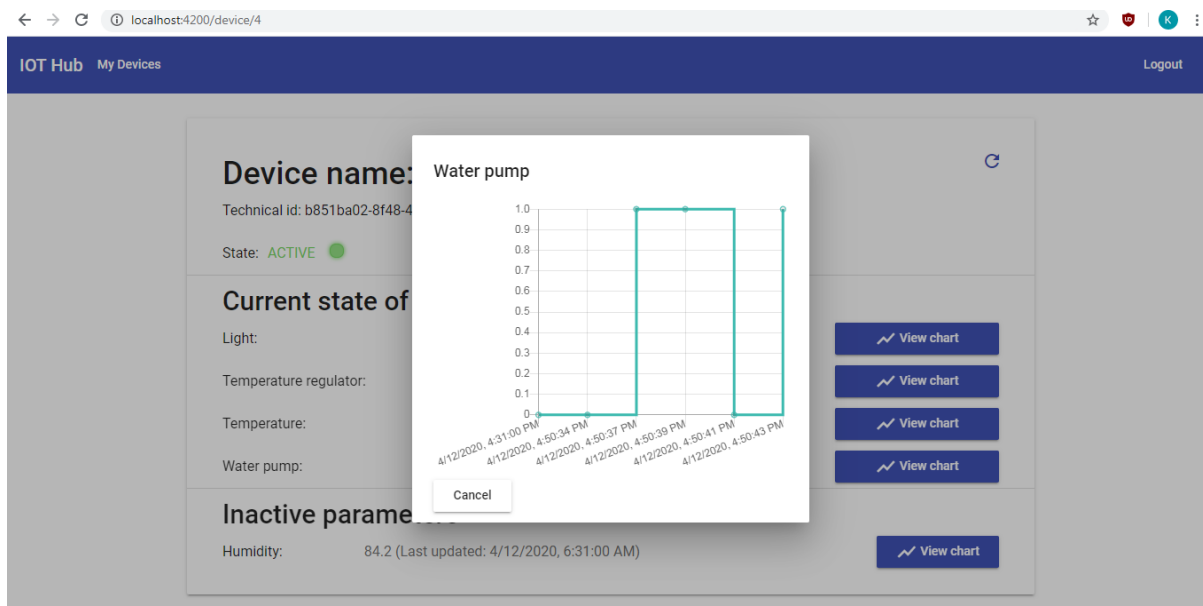 localhost:4200/device/4
K
IOT Hub My Devices Logout
Device name:
Technical id: b851ba02-8f48-4
State: ACTIVE
Current state of
Light: View chart
Temperature regulator: View chart
Temperature: View chart
Water pump: View chart
Inactive
Humidity: 84.2 (Last updated: 4/12/2020, 6:31:00 AM) View chart
Water pump
1.0
0.9
0.8
0.7
0.6
0.5
0.4
0.3
0.2
0.1
0
4/12/2020, 4:31:00 PM
4/12/2020, 4:50:34 PM
4/12/2020, 4:50:37 PM
4/12/2020, 4:50:39 PM
4/12/2020, 4:50:41 PM
4/12/2020, 4:50:43 PM
Cancel